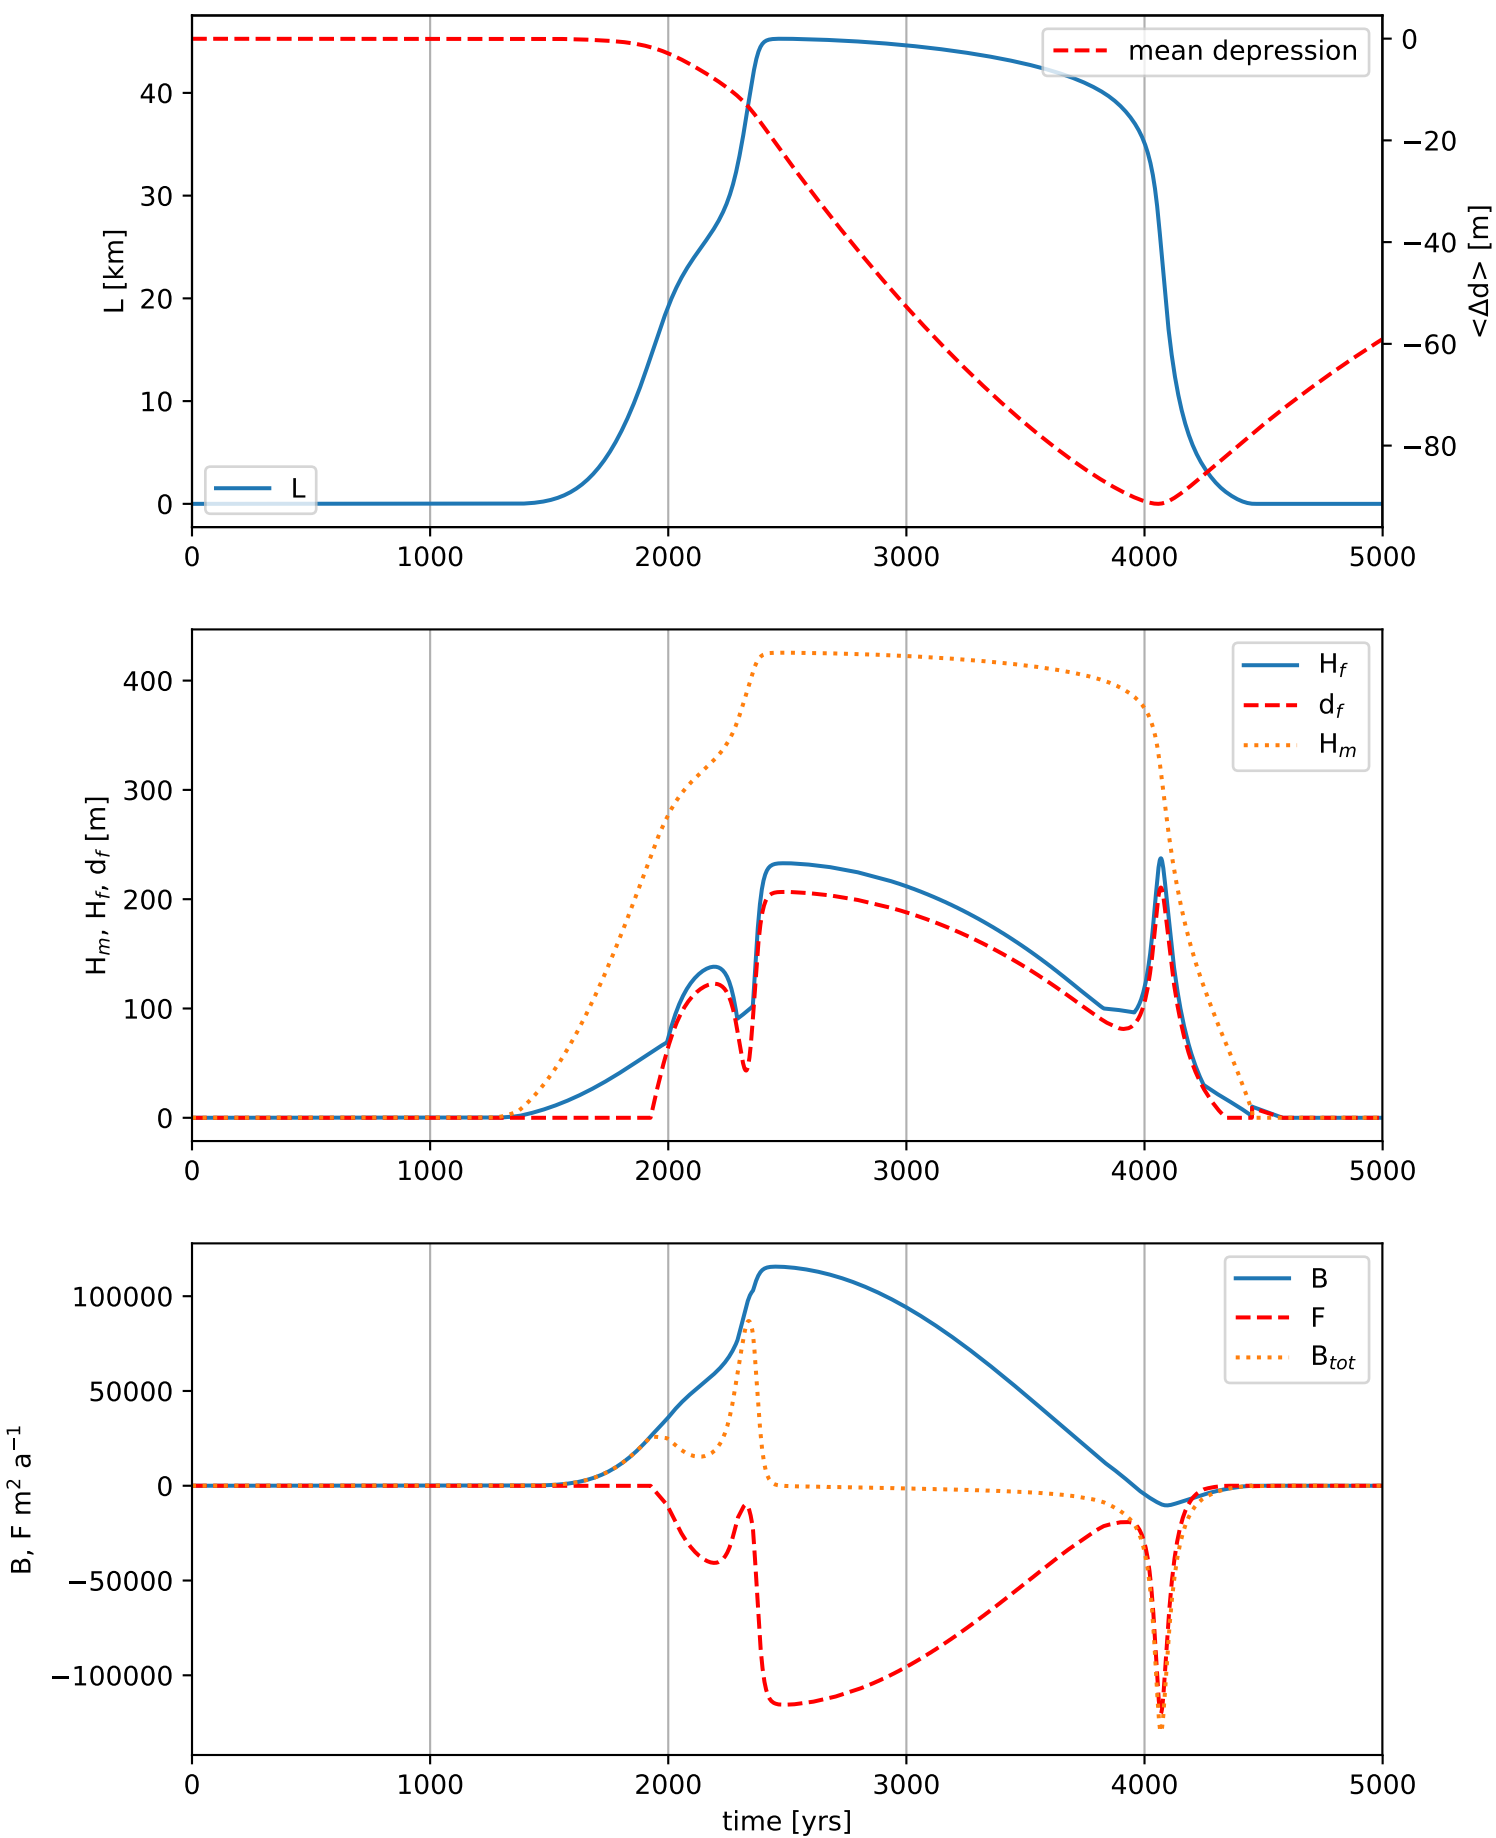 mean depression
L
L [km]
<Δd> [m]
40
30
20
10
0
0
−20
−40
−60
−80
0 1000 2000 3000 4000 5000
H_f
d_f
H_m
H_m, H_f, d_f [m]
400
300
200
100
0
0 1000 2000 3000 4000 5000
B
F
B_tot
B, F m² a⁻¹
100000
50000
0
−50000
−100000
0 1000 2000 3000 4000 5000
time [yrs]